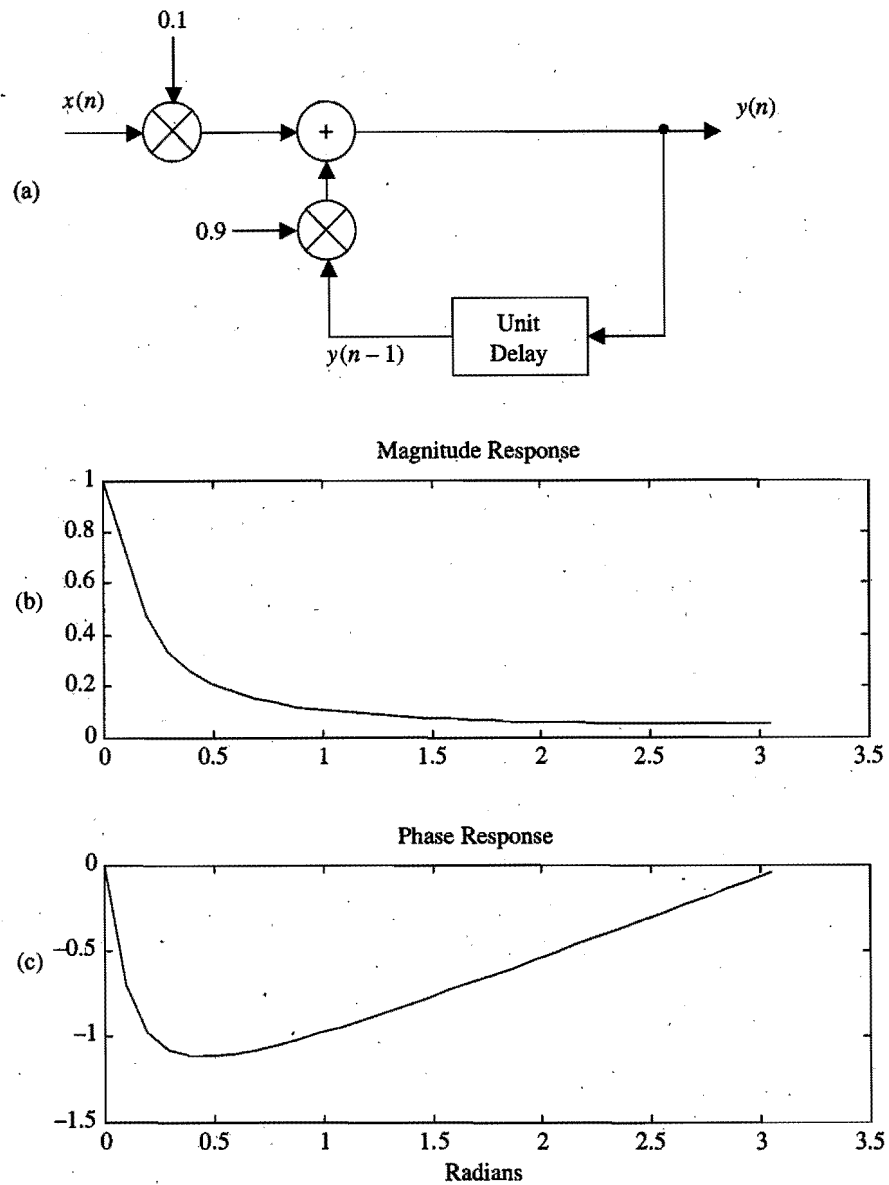 0.1
x(n)
+
y(n)
(a)
0.9
Unit
Delay
y(n − 1)
Magnitude Response
1
0.8
0.6
(b)
0.4
0.2
0
0 0.5 1 1.5 2 2.5 3 3.5
Phase Response
0
−0.5
(c)
−1
−1.5
0 0.5 1 1.5 2 2.5 3 3.5
Radians